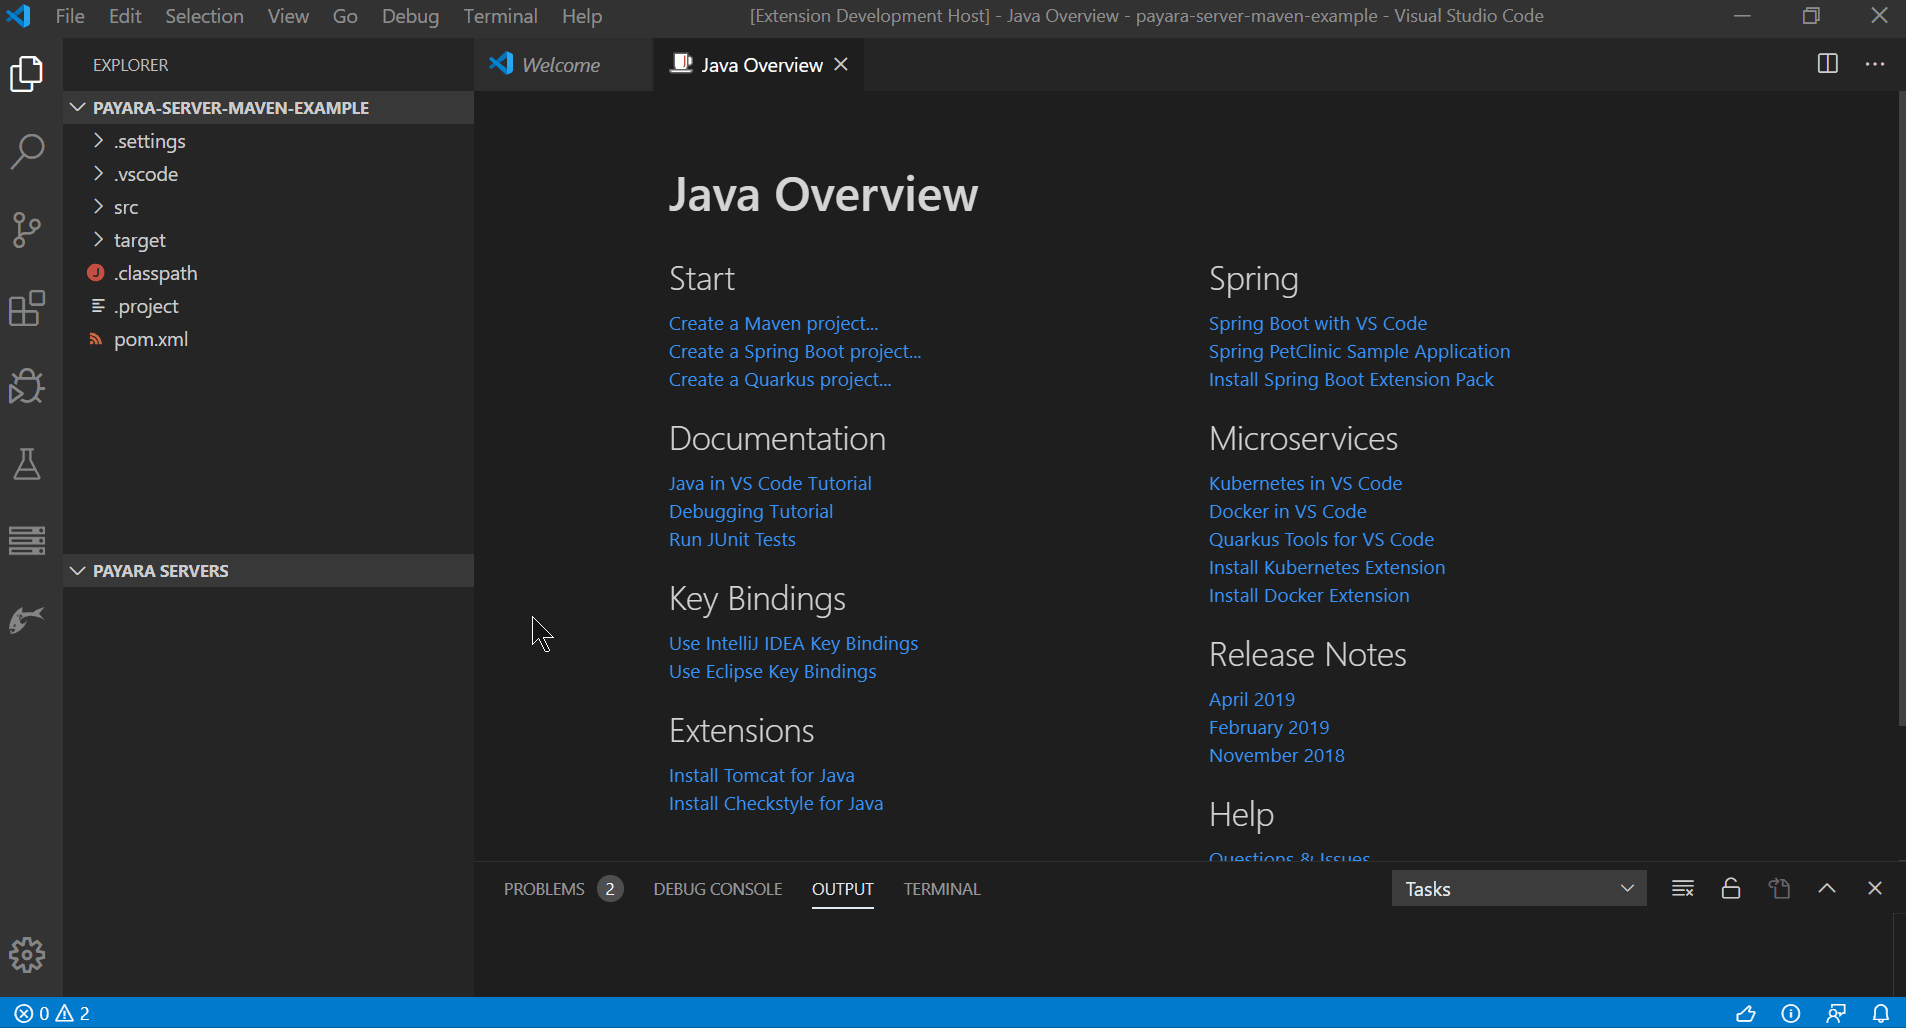 File Edit Selection View Go Debug Terminal Help [Extension Development Host] - Java Overview - payara-server-maven-example - Visual Studio Code
EXPLORER
Welcome
Java Overview
PAYARA-SERVER-MAVEN-EXAMPLE
.settings
.vscode
src
target
.classpath
.project
pom.xml
PAYARA SERVERS
Java Overview
Start
Create a Maven project...
Create a Spring Boot project...
Create a Quarkus project...
Documentation
Java in VS Code Tutorial
Debugging Tutorial
Run JUnit Tests
Key Bindings
Use IntelliJ IDEA Key Bindings
Use Eclipse Key Bindings
Extensions
Install Tomcat for Java
Install Checkstyle for Java
Spring
Spring Boot with VS Code
Spring PetClinic Sample Application
Install Spring Boot Extension Pack
Microservices
Kubernetes in VS Code
Docker in VS Code
Quarkus Tools for VS Code
Install Kubernetes Extension
Install Docker Extension
Release Notes
April 2019
February 2019
November 2018
Help
Questions & Issues
PROBLEMS 2 DEBUG CONSOLE OUTPUT TERMINAL Tasks
0 2